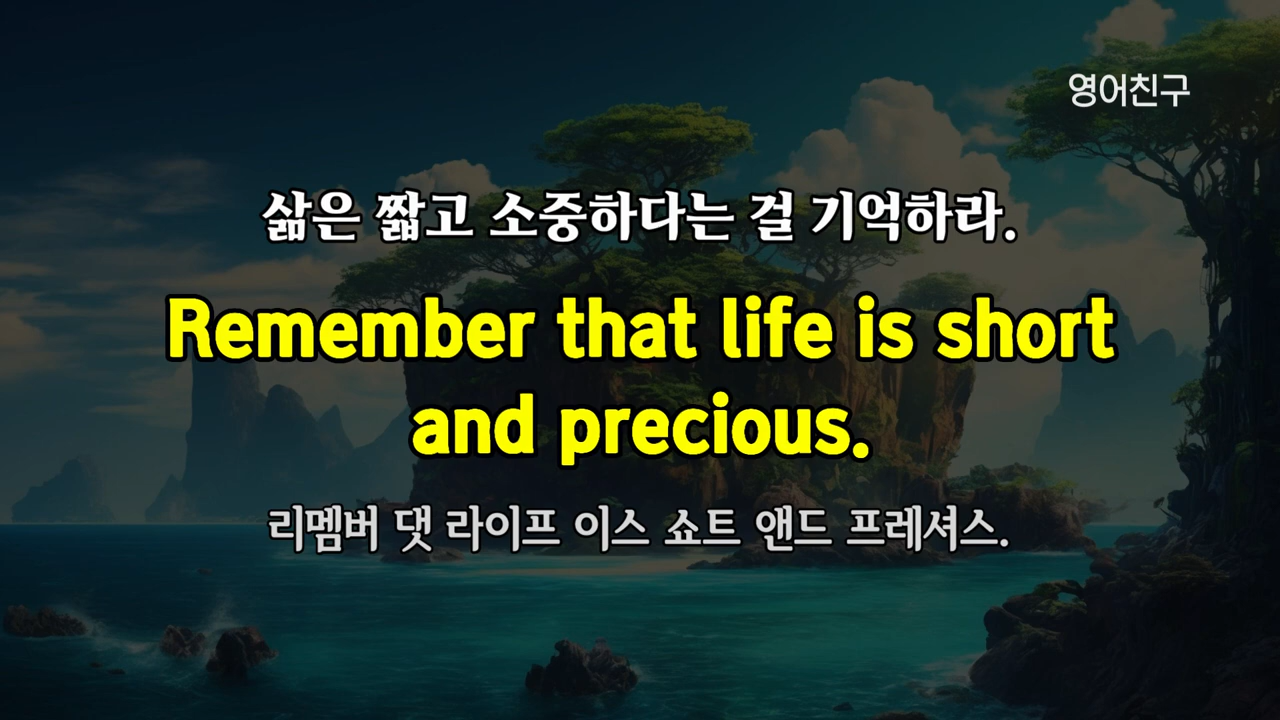 영어친구
삶은 짧고 소중하다는 걸 기억하라.
Remember that life is short
and precious.
리멤버 댓 라이프 이스 쇼트 앤드 프레셔스.